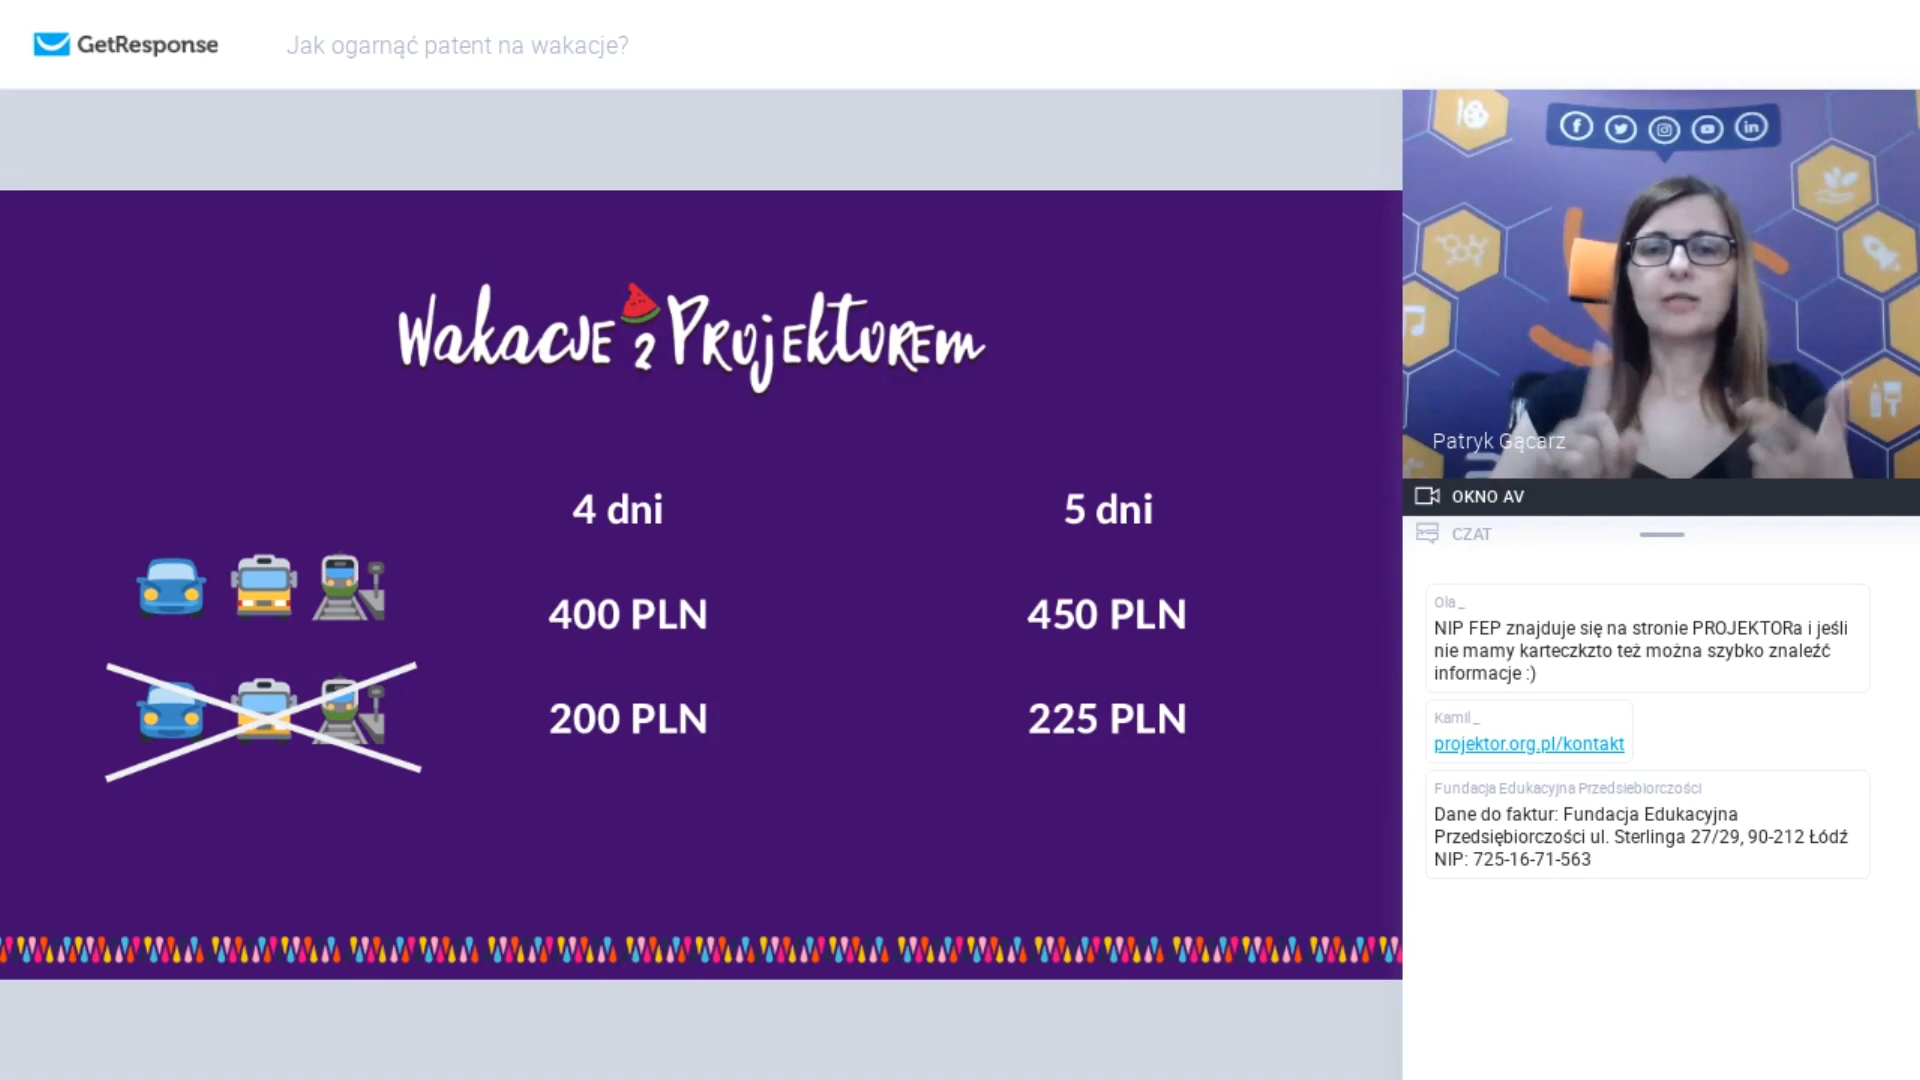 GetResponse
Jak ogarnąć patent na wakacje?
Wakacje z Projektorem
4 dni
5 dni
400 PLN
450 PLN
200 PLN
225 PLN
Patryk Gącarz
OKNO AV
CZAT
Ola_
NIP FEP znajduje się na stronie PROJEKTORa i jeśli
nie mamy karteczkzto też można szybko znaleźć
informacje :)
Kamil_
projektor.org.pl/kontakt
Fundacja Edukacyjna Przedsiebiorczości
Dane do faktur: Fundacja Edukacyjna
Przedsiębiorczości ul. Sterlinga 27/29, 90-212 Łódź
NIP: 725-16-71-563